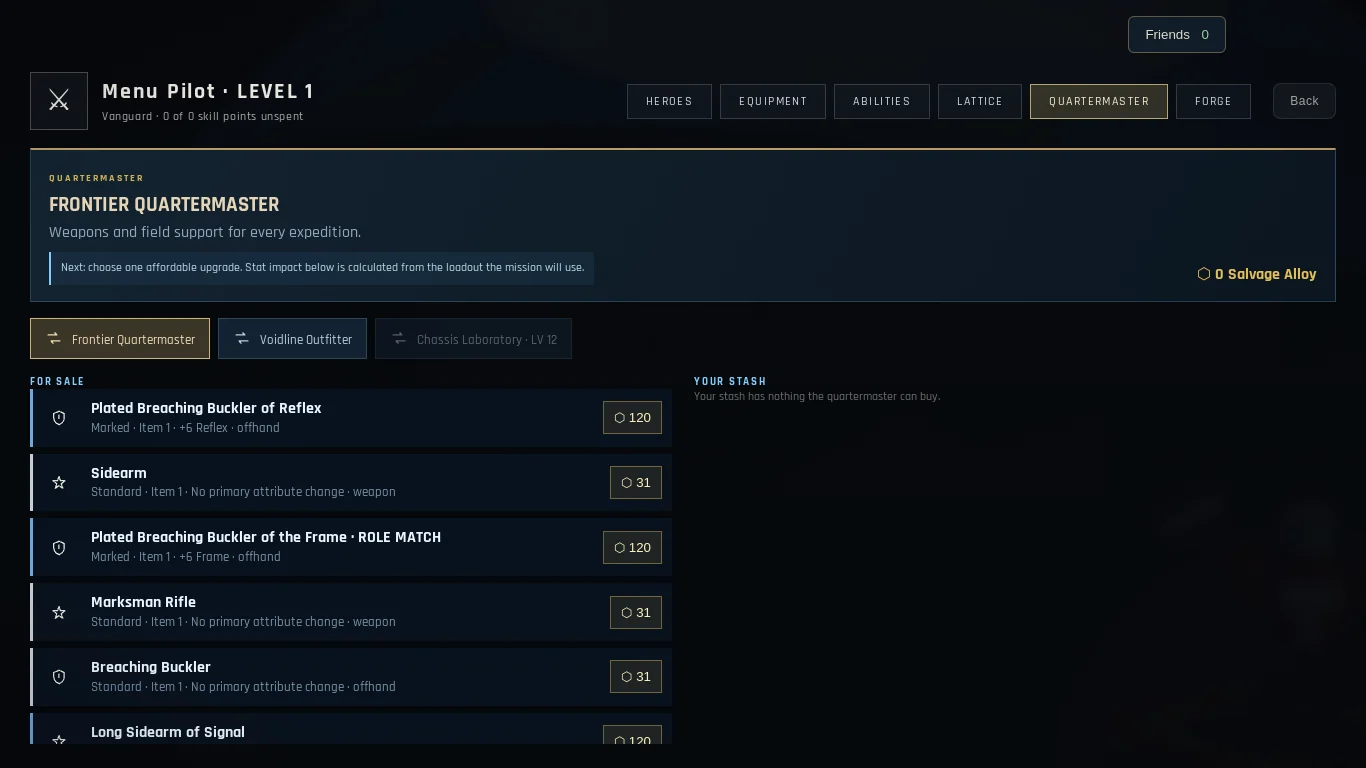 Friends 0
Menu Pilot · LEVEL 1
Vanguard · 0 of 0 skill points unspent
HEROES
EQUIPMENT
ABILITIES
LATTICE
QUARTERMASTER
FORGE
Back
QUARTERMASTER
FRONTIER QUARTERMASTER
Weapons and field support for every expedition.
Next: choose one affordable upgrade. Stat impact below is calculated from the loadout the mission will use.
0 Salvage Alloy
Frontier Quartermaster
Voidline Outfitter
Chassis Laboratory · LV 12
FOR SALE
Plated Breaching Buckler of Reflex
Marked · Item 1 · +6 Reflex · offhand
120
Sidearm
Standard · Item 1 · No primary attribute change · weapon
31
Plated Breaching Buckler of the Frame · ROLE MATCH
Marked · Item 1 · +6 Frame · offhand
120
Marksman Rifle
Standard · Item 1 · No primary attribute change · weapon
31
Breaching Buckler
Standard · Item 1 · No primary attribute change · offhand
31
Long Sidearm of Signal
120
YOUR STASH
Your stash has nothing the quartermaster can buy.